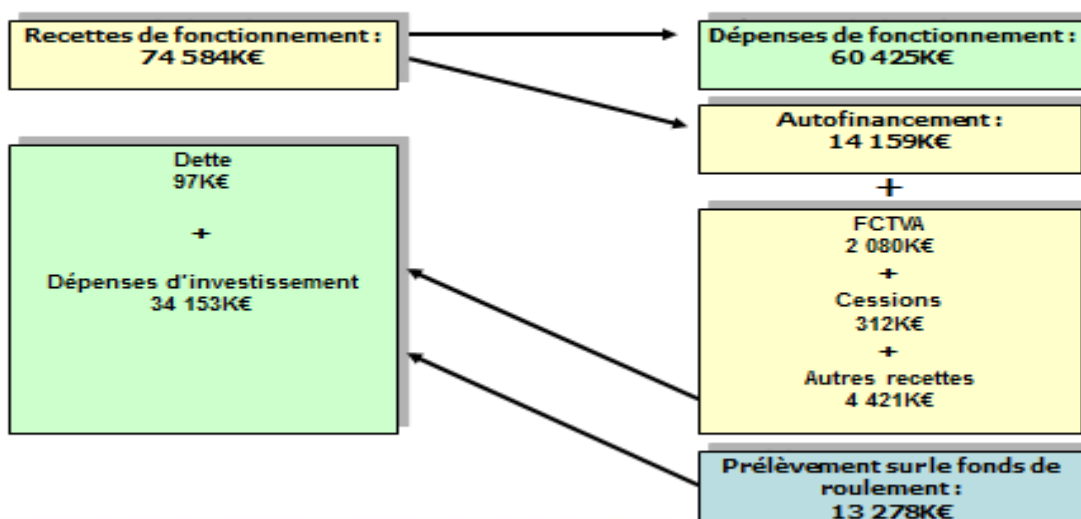 Recettes de fonctionnement :
74 584K€
Dépenses de fonctionnement :
60 425K€
Autofinancement :
14 159K€
+
Dette
97K€
+
Dépenses d'investissement
34 153K€
FCTVA
2 080K€
+
Cessions
312K€
+
Autres recettes
4 421K€
Prélèvement sur le fonds de
roulement :
13 278K€